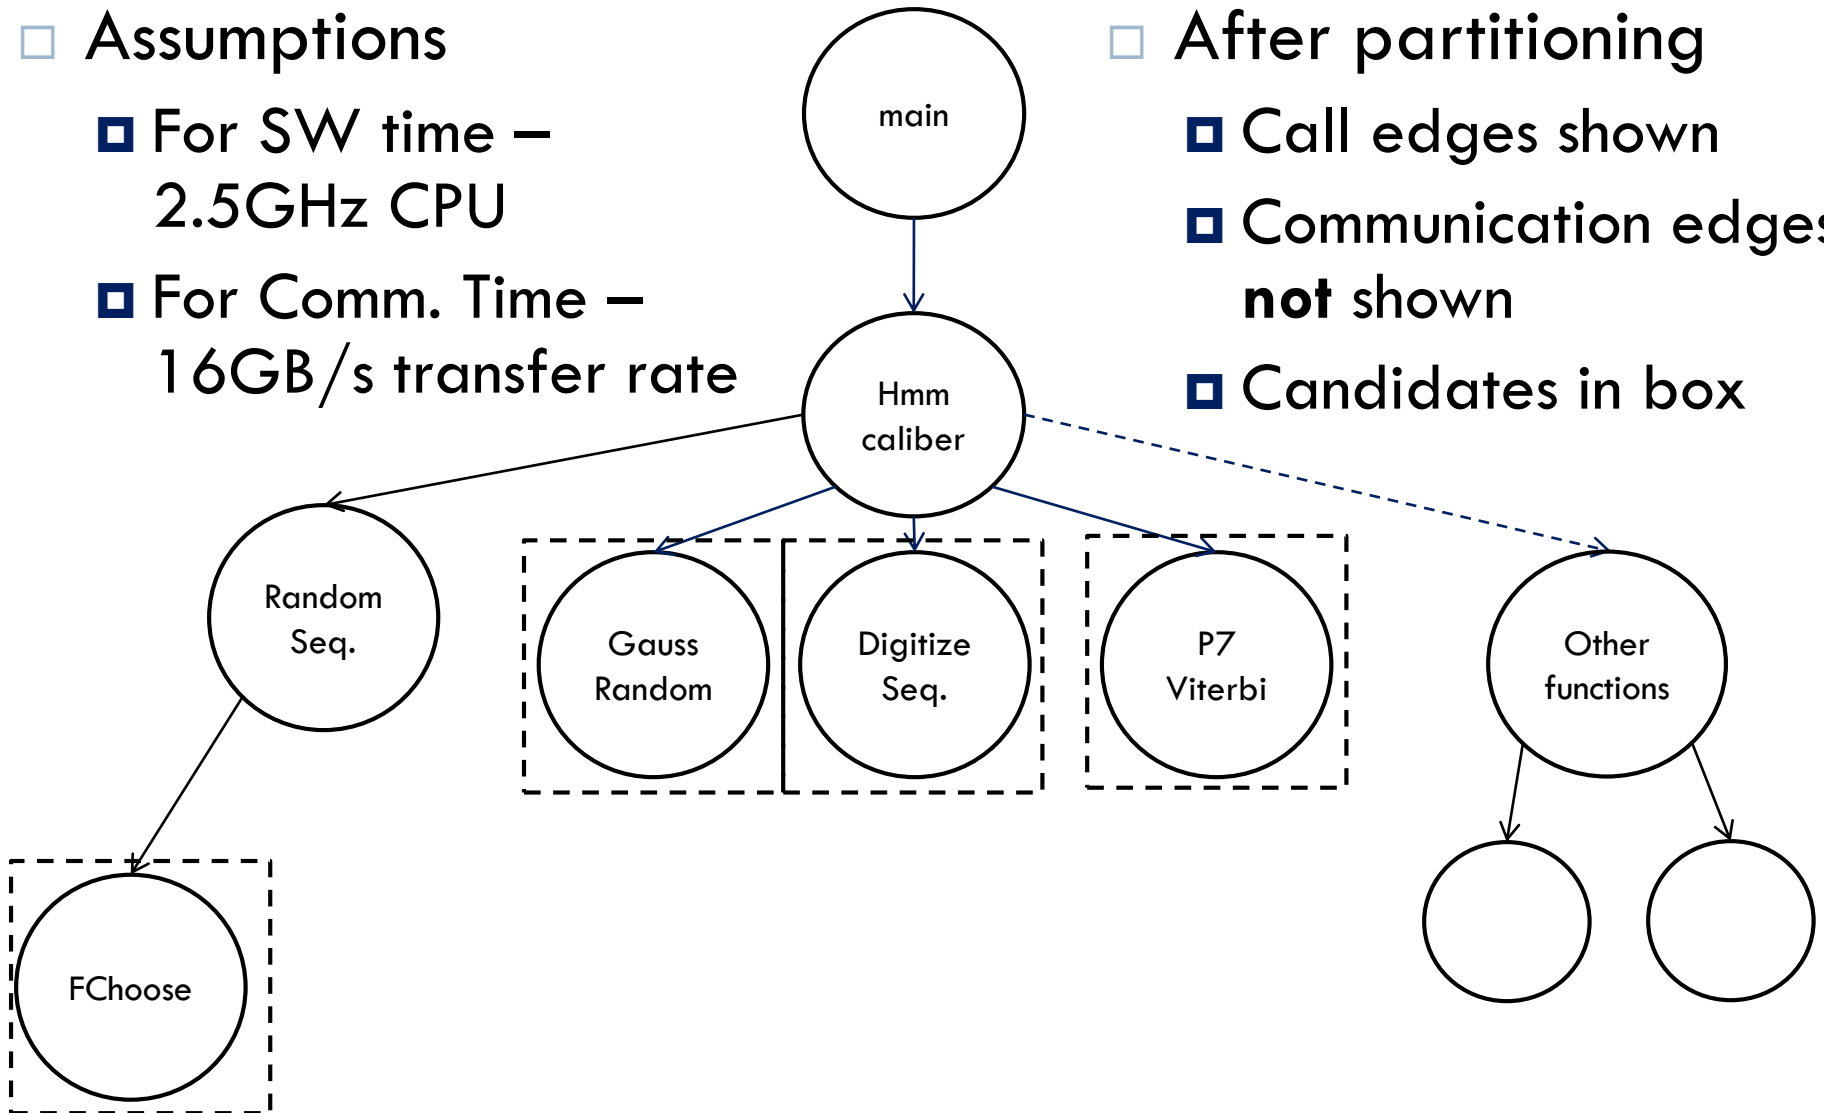 Assumptions
For SW time –
2.5GHz CPU
For Comm. Time –
16GB/s transfer rate
After partitioning
Call edges shown
Communication edges
not shown
Candidates in box
main
Hmm
caliber
Random
Seq.
Gauss
Random
Digitize
Seq.
P7
Viterbi
Other
functions
FChoose